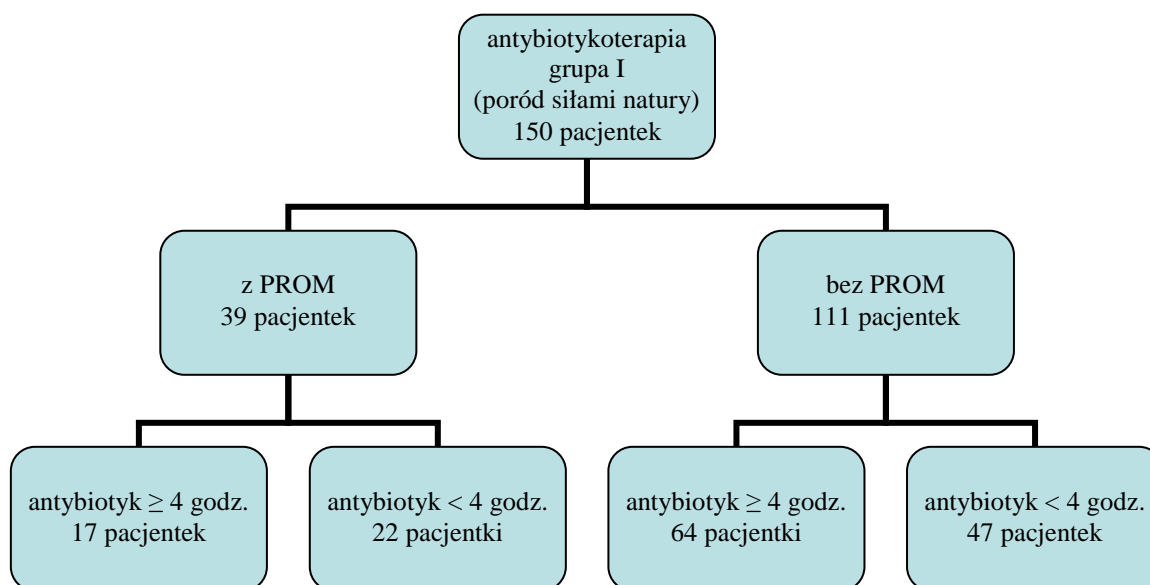 antybiotykoterapia
grupa I
(poród siłami natury)
150 pacjentek
z PROM
39 pacjentek
bez PROM
111 pacjentek
antybiotyk ≥ 4 godz.
17 pacjentek
antybiotyk < 4 godz.
22 pacjentki
antybiotyk ≥ 4 godz.
64 pacjentki
antybiotyk < 4 godz.
47 pacjentek